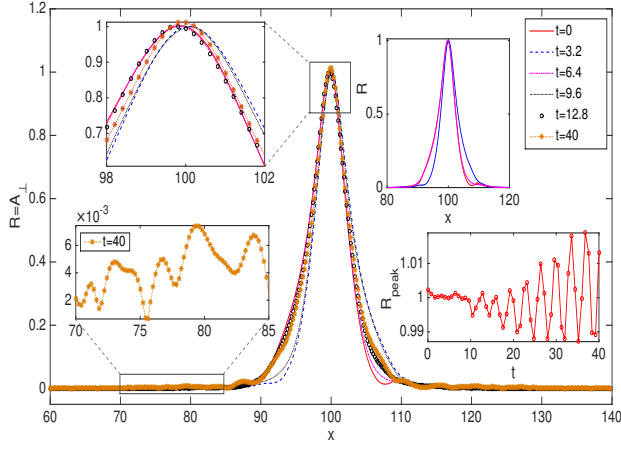 1.2
1
0.8
0.6
0.4
0.2
0
R=A⊥
60 70 80 90 100 110 120 130 140
x
1
0.9
0.8
0.7
98 100 102
1
0.5
0
R
80 100 120
x
t=0
t=3.2
t=6.4
t=9.6
t=12.8
t=40
×10⁻³
6
4
2
t=40
70 75 80 85
1.01
0.99
R_peak
0 10 20 30 40
t